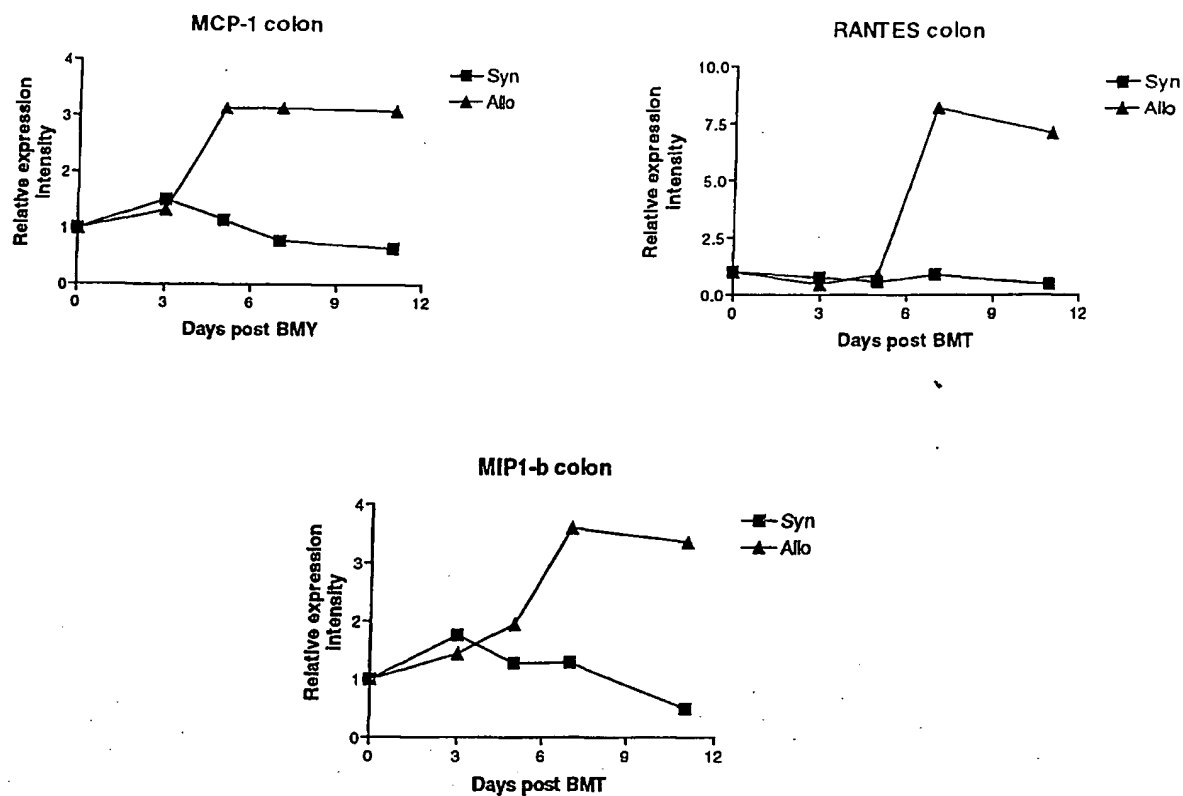 MCP-1 colon
Relative expression
Intensity
4
3
2
1
0
0 3 6 9 12
Days post BMY
Syn
Allo
RANTES colon
Relative expression
intensity
10.0
7.5
5.0
2.5
0.0
0 3 6 9 12
Days post BMT
Syn
Allo
MIP1-b colon
Relative expression
intensity
4
3
2
1
0
0 3 6 9 12
Days post BMT
Syn
Allo